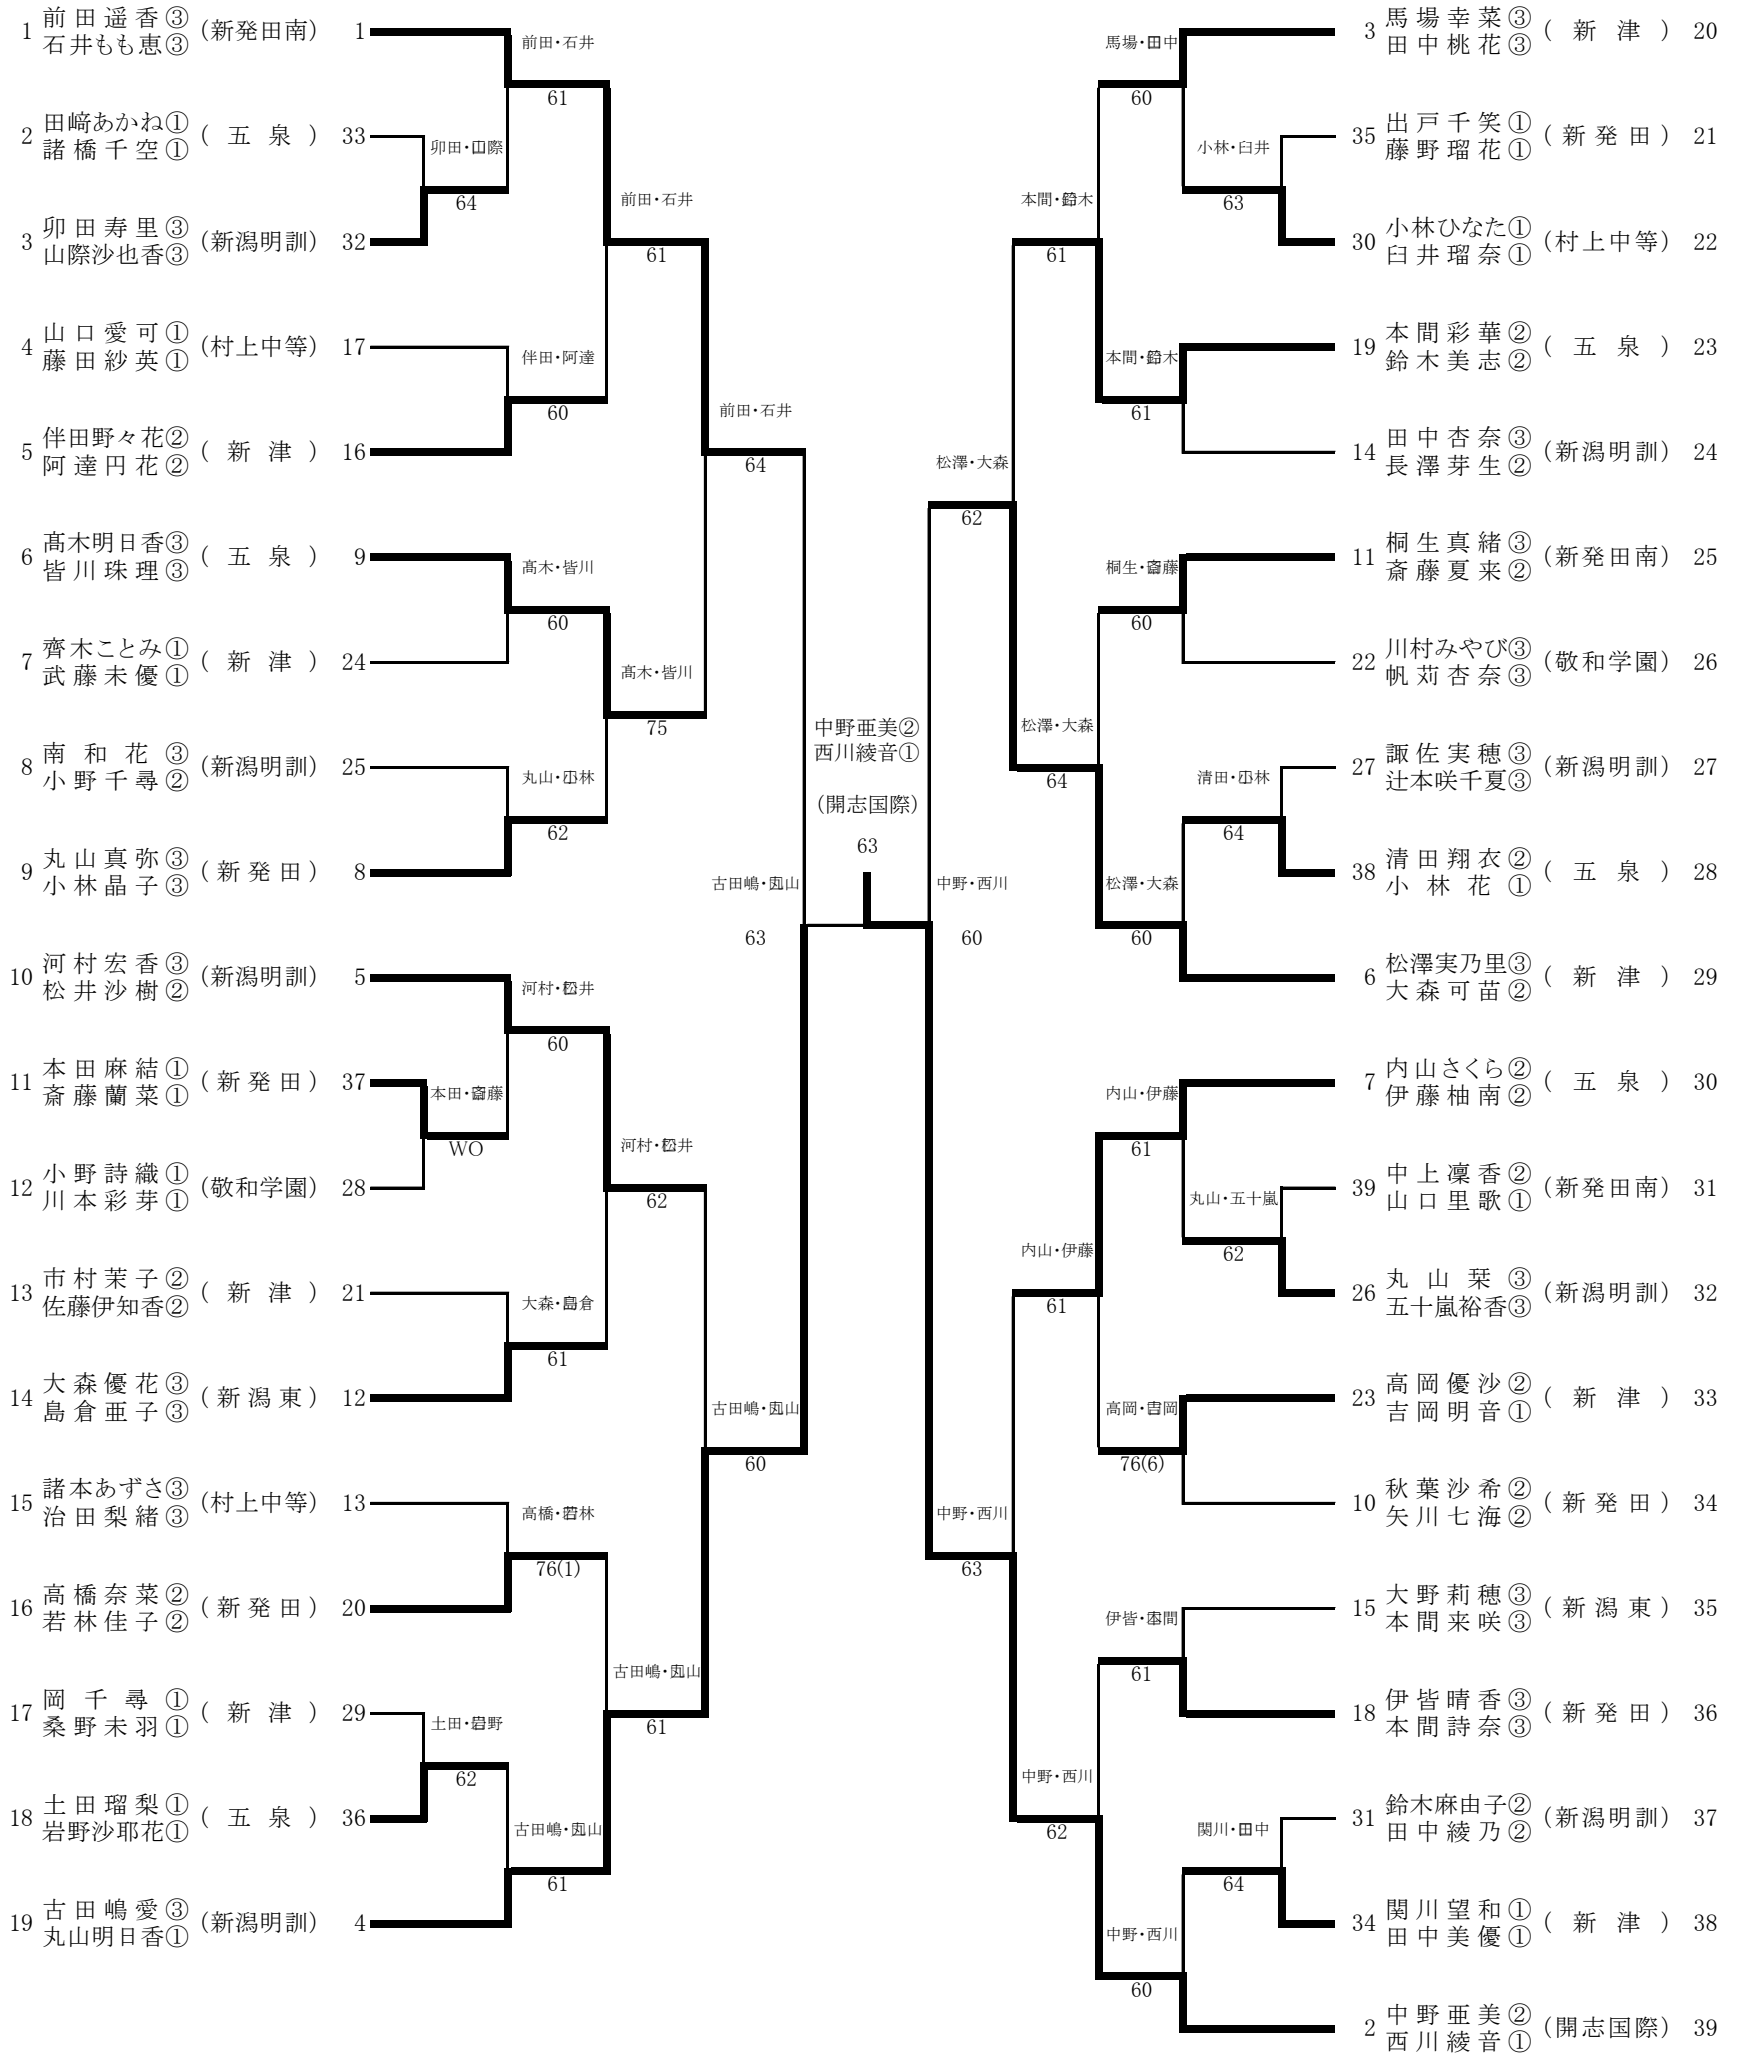 1 前田遥香③ (新発田南) 1
石井もも恵③
前田・石井
61
2 田﨑あかね① (五泉) 33
諸橋千空①
卯田・山際
64
3 卯田寿里③ (新潟明訓) 32
山際沙也香③
前田・石井
61
4 山口愛可① (村上中等) 17
藤田紗英①
伴田・阿達
60
5 伴田野々花② (新津) 16
阿達円花②
前田・石井
64
6 髙木明日香③ (五泉) 9
皆川珠理③
髙木・皆川
60
7 齊木ことみ① (新津) 24
武藤未優①
髙木・皆川
75
8 南和花③ (新潟明訓) 25
小野千尋②
丸山・小林
62
9 丸山真弥③ (新発田) 8
小林晶子③
古田嶋・丸山
63
10 河村宏香③ (新潟明訓) 5
松井沙樹②
河村・松井
60
11 本田麻結① (新発田) 37
斎藤蘭菜①
本田・斎藤
WO
12 小野詩織① (敬和学園) 28
川本彩芽①
河村・松井
62
13 市村茉子② (新津) 21
佐藤伊知香②
大森・島倉
61
14 大森優花③ (新潟東) 12
島倉亜子③
古田嶋・丸山
60
15 諸本あずさ③ (村上中等) 13
治田梨緒③
高橋・若林
76(1)
16 高橋奈菜② (新発田) 20
若林佳子②
古田嶋・丸山
61
17 岡千尋① (新津) 29
桑野未羽①
土田・岩野
62
18 土田瑠梨① (五泉) 36
岩野沙耶花①
古田嶋・丸山
61
19 古田嶋愛③ (新潟明訓) 4
丸山明日香①
中野亜美②
西川綾音①
(開志国際)
63
3 馬場幸菜③ (新津) 20
田中桃花③
馬場・田中
60
35 出戸千笑① (新発田) 21
藤野瑠花①
小林・臼井
63
30 小林ひなた① (村上中等) 22
臼井瑠奈①
本間・鈴木
61
19 本間彩華② (五泉) 23
鈴木美志②
本間・鈴木
61
14 田中杏奈③ (新潟明訓) 24
長澤芽生②
松澤・大森
62
11 桐生真緒③ (新発田南) 25
斎藤夏来②
桐生・斎藤
60
22 川村みやび③ (敬和学園) 26
帆苅杏奈③
松澤・大森
64
27 諏佐実穂③ (新潟明訓) 27
辻本咲千夏③
清田・小林
64
38 清田翔衣② (五泉) 28
小林花①
松澤・大森
60
6 松澤実乃里③ (新津) 29
大森可苗②
中野・西川
60
7 内山さくら② (五泉) 30
伊藤柚南②
内山・伊藤
61
39 中上凜香② (新発田南) 31
山口里歌①
丸山・五十嵐
62
26 丸山栞③ (新潟明訓) 32
五十嵐裕香③
内山・伊藤
61
23 高岡優沙② (新津) 33
吉岡明音①
高岡・吉岡
76(6)
10 秋葉沙希② (新発田) 34
矢川七海②
中野・西川
63
15 大野莉穂③ (新潟東) 35
本間来咲③
伊皆・本間
61
18 伊皆晴香③ (新発田) 36
本間詩奈③
中野・西川
62
31 鈴木麻由子② (新潟明訓) 37
田中綾乃②
関川・田中
64
34 関川望和① (新津) 38
田中美優①
中野・西川
60
2 中野亜美② (開志国際) 39
西川綾音①